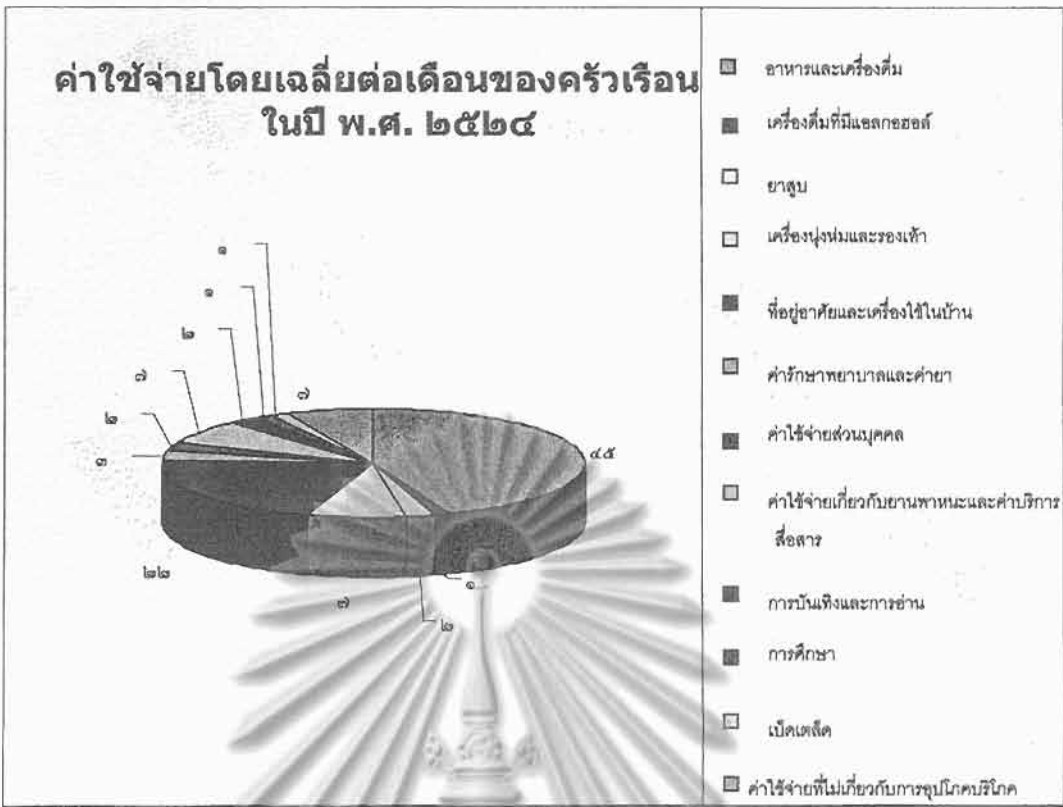 ค่าใช้จ่ายโดยเฉลี่ยต่อเดือนของครัวเรือน
ในปี พ.ศ. ๒๕๒๔
๑
๑
๒
๗
๗
๒
๓
๔๕
๒๒
๗
๑
๒
อาหารและเครื่องดื่ม
เครื่องดื่มที่มีแอลกอฮอล์
ยาสูบ
เครื่องนุ่งห่มและรองเท้า
ที่อยู่อาศัยและเครื่องใช้ในบ้าน
ค่ารักษาพยาบาลและค่ายา
ค่าใช้จ่ายส่วนบุคคล
ค่าใช้จ่ายเกี่ยวกับยานพาหนะและค่าบริการ
สื่อสาร
การบันเทิงและการอ่าน
การศึกษา
เบ็ดเตล็ด
ค่าใช้จ่ายที่ไม่เกี่ยวกับการอุปโภคบริโภค